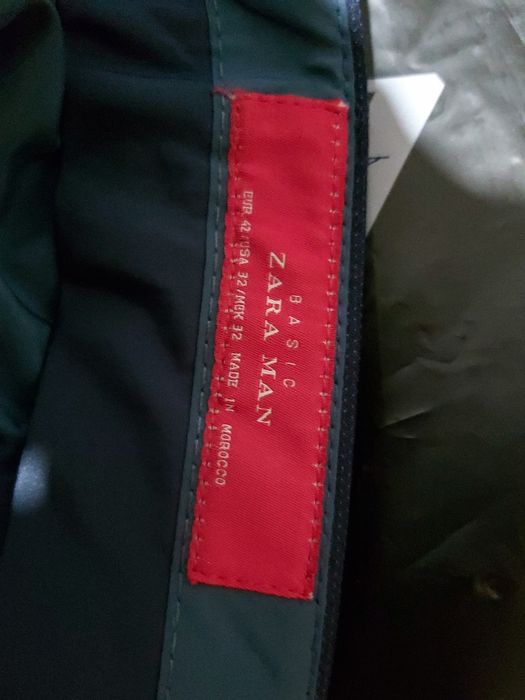 BASIC
ZARA MAN
EUR 42/USA 32/MEX 32 MADE IN MOROCCO